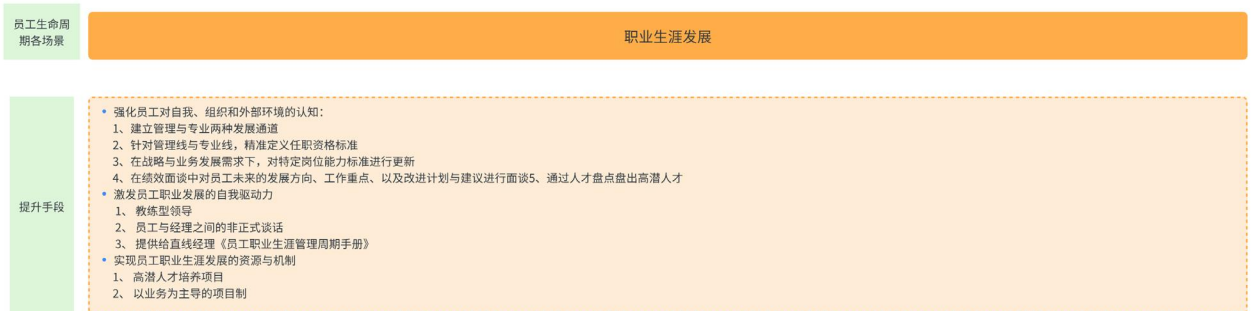 员工生命周
期各场景
职业生涯发展
提升手段
• 强化员工对自我、组织和外部环境的认知：
1、建立管理与专业两种发展通道
2、针对管理线与专业线，精准定义任职资格标准
3、在战略与业务发展需求下，对特定岗位能力标准进行更新
4、在绩效面谈中对员工未来的发展方向、工作重点、以及改进计划与建议进行面谈5、通过人才盘点盘出高潜人才
• 激发员工职业发展的自我驱动力
1、 教练型领导
2、 员工与经理之间的非正式谈话
3、 提供给直线经理《员工职业生涯管理周期手册》
• 实现员工职业生涯发展的资源与机制
1、 高潜人才培养项目
2、 以业务为主导的项目制